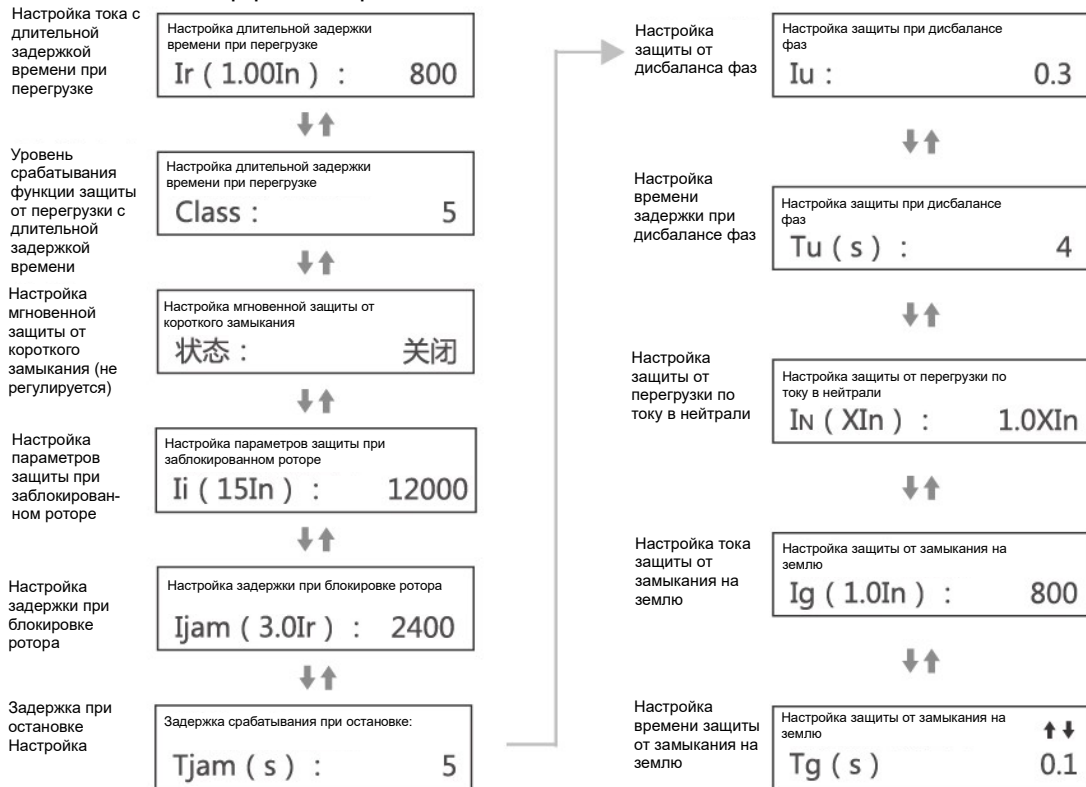 Настройка тока с
длительной
задержкой
времени при
перегрузке
Настройка длительной задержки
времени при перегрузке
Ir ( 1.00In ) : 800
Уровень
срабатывания
функции защиты
от перегрузки с
длительной
задержкой
времени
Настройка длительной задержки
времени при перегрузке
Class : 5
Настройка
мгновенной
защиты от
короткого
замыкания (не
регулируется)
Настройка мгновенной защиты от
короткого замыкания
状态 : 关闭
Настройка
параметров
защиты при
заблокирован-
ном роторе
Настройка параметров защиты при
заблокированном роторе
Ii ( 15In ) : 12000
Настройка
задержки при
блокировке
ротора
Настройка задержки при блокировке ротора
Ijam ( 3.0Ir ) : 2400
Задержка при
остановке
Настройка
Задержка срабатывания при остановке:
Tjam ( s ) : 5
Настройка
защиты от
дисбаланса фаз
Настройка защиты при дисбалансе
фаз
Iu : 0.3
Настройка
времени
задержки при
дисбалансе фаз
Настройка защиты при дисбалансе
фаз
Tu ( s ) : 4
Настройка
защиты от
перегрузки по
току в нейтрали
Настройка защиты от перегрузки по
току в нейтрали
IN ( XIn ) : 1.0XIn
Настройка тока
защиты от
замыкания на
землю
Настройка защиты от замыкания на
землю
Ig ( 1.0In ) : 800
Настройка
времени защиты
от замыкания на
землю
Настройка защиты от замыкания на
землю
Tg ( s ) 0.1